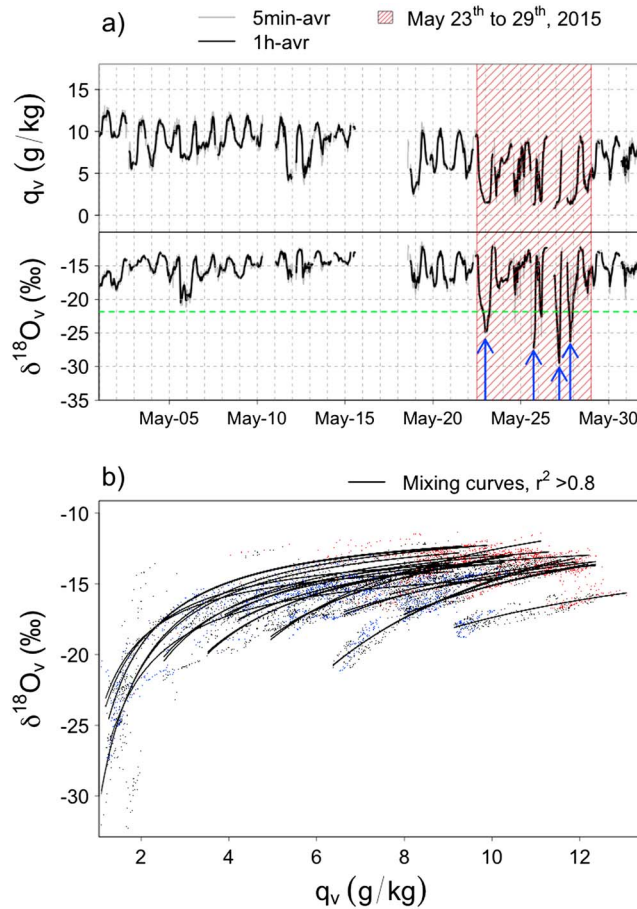 a)
5min-avr
1h-avr
May 23th to 29th, 2015
qv (g/kg)
15
10
5
0
δ18Ov (‰)
-15
-20
-25
-30
-35
May-05
May-10
May-15
May-20
May-25
May-30
b)
Mixing curves, r2 >0.8
δ18Ov (‰)
-10
-15
-20
-25
-30
2
4
6
8
10
12
qv (g/kg)